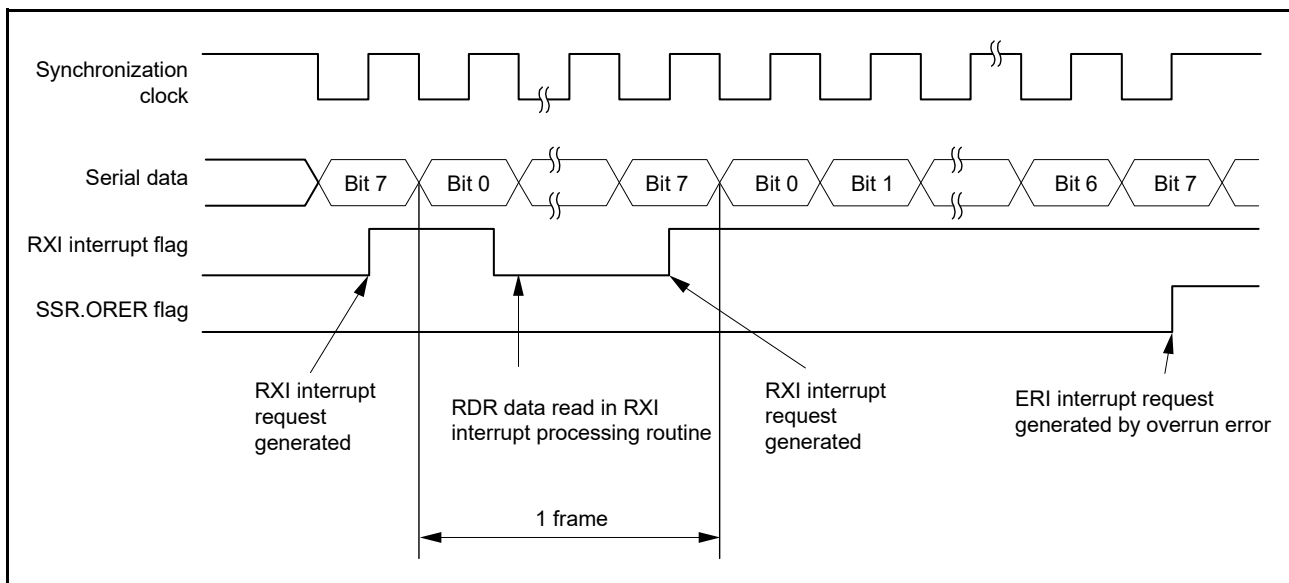 Synchronization
clock
Serial data
Bit 7
Bit 0
Bit 7
Bit 0
Bit 1
Bit 6
Bit 7
RXI interrupt flag
SSR.ORER flag
RXI interrupt
request
generated
RDR data read in RXI
interrupt processing routine
RXI interrupt
request
generated
ERI interrupt request
generated by overrun error
1 frame